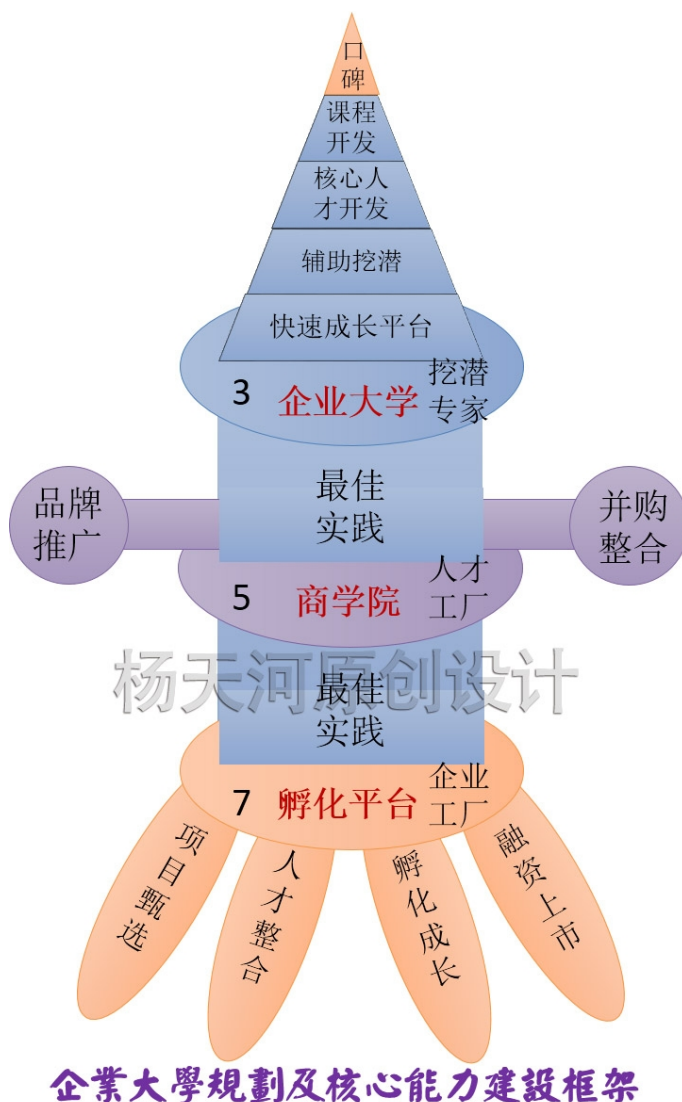 口
碑
课程
开发
核心人
才开发
辅助挖潜
快速成长平台
3 企业大学 挖潜
专家
最佳
实践
品牌
推广
并购
整合
5 商学院 人才
工厂
杨天河原创设计
最佳
实践
7 孵化平台 企业
工厂
项目甄选
人才整合
孵化成长
融资上市
企業大學規劃及核心能力建設框架